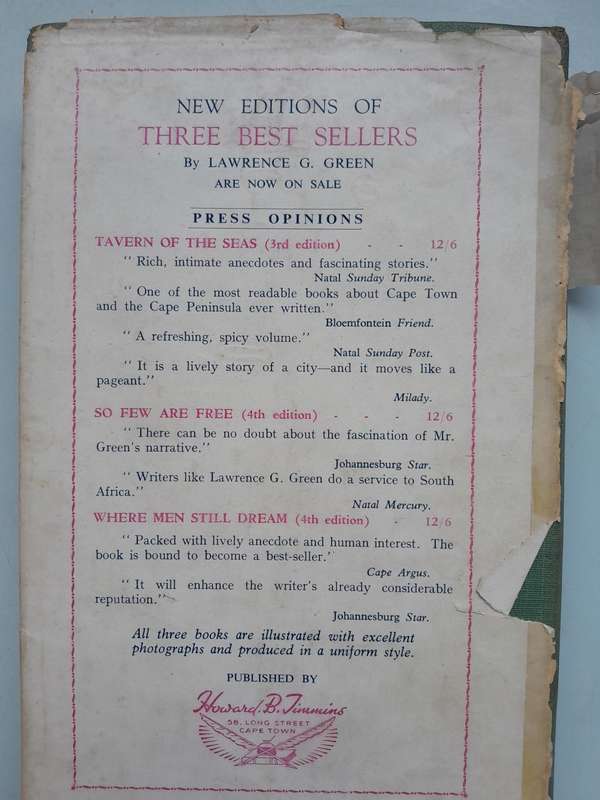 NEW EDITIONS OF
THREE BEST SELLERS
By LAWRENCE G. GREEN
ARE NOW ON SALE
PRESS OPINIONS
TAVERN OF THE SEAS (3rd edition) - - 12/6
"Rich, intimate anecdotes and fascinating stories."
Natal Sunday Tribune.
"One of the most readable books about Cape Town
and the Cape Peninsula ever written."
Bloemfontein Friend.
"A refreshing, spicy volume."
Natal Sunday Post.
"It is a lively story of a city—and it moves like a
pageant."
Milady.
SO FEW ARE FREE (4th edition) - - - 12/6
"There can be no doubt about the fascination of Mr.
Green's narrative."
Johannesburg Star.
"Writers like Lawrence G. Green do a service to South
Africa."
Natal Mercury.
WHERE MEN STILL DREAM (4th edition) - 12/6
"Packed with lively anecdote and human interest. The
book is bound to become a best-seller."
Cape Argus.
"It will enhance the writer's already considerable
reputation."
Johannesburg Star.
All three books are illustrated with excellent
photographs and produced in a uniform style.
PUBLISHED BY
Howard B. Timmins
58, LONG STREET
CAPE TOWN